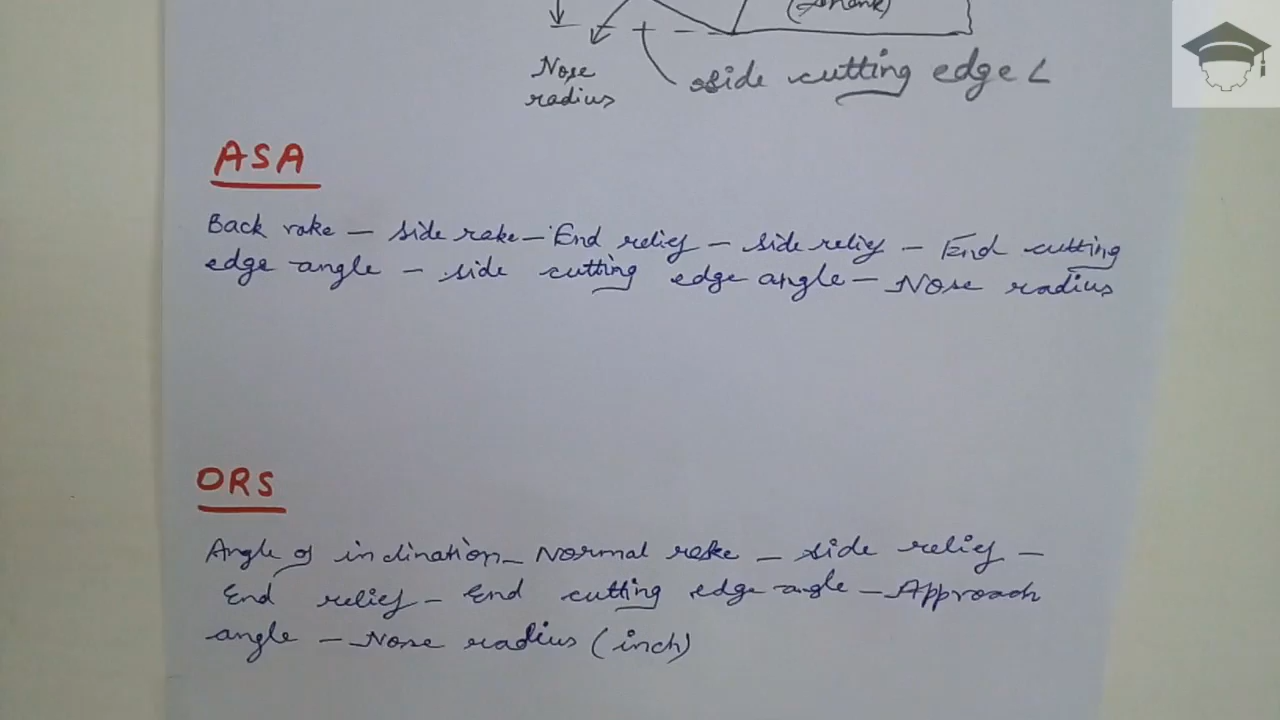 (shank)
Nose
radius
side cutting edge <
ASA
Back rake – side rake – End relief – side relief – End cutting
edge angle – side cutting edge angle – Nose radius
ORS
Angle of inclination – Normal rake – side relief –
End relief – End cutting edge angle – Approach
angle – Nose radius (inch)